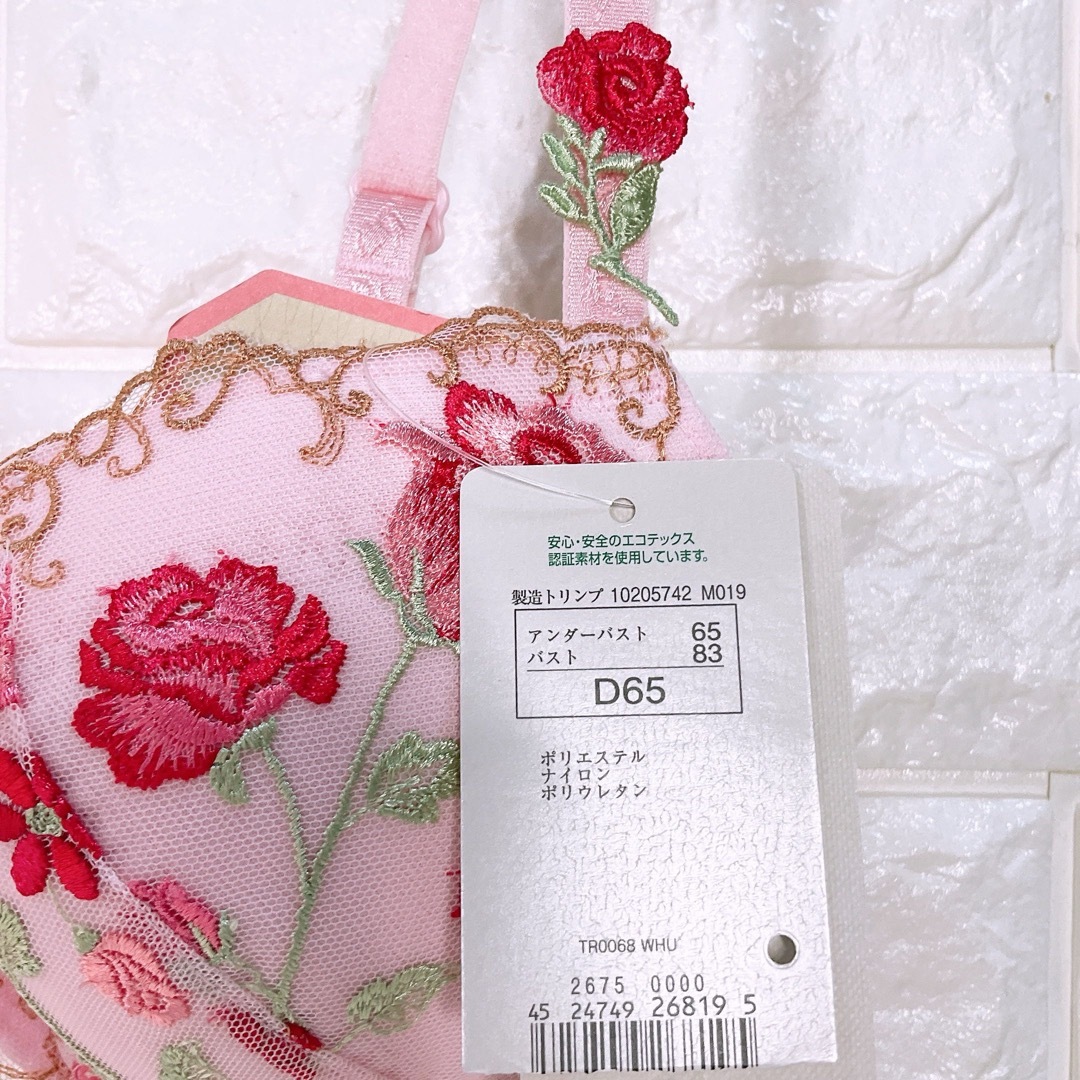 安心・安全のエコテックス
認証素材を使用しています。
製造トリンプ 10205742 M019
アンダーバスト 65
バスト 83
D65
ポリエステル
ナイロン
ポリウレタン
TR0068 WHU
2675 0000
45 24749 26819 5